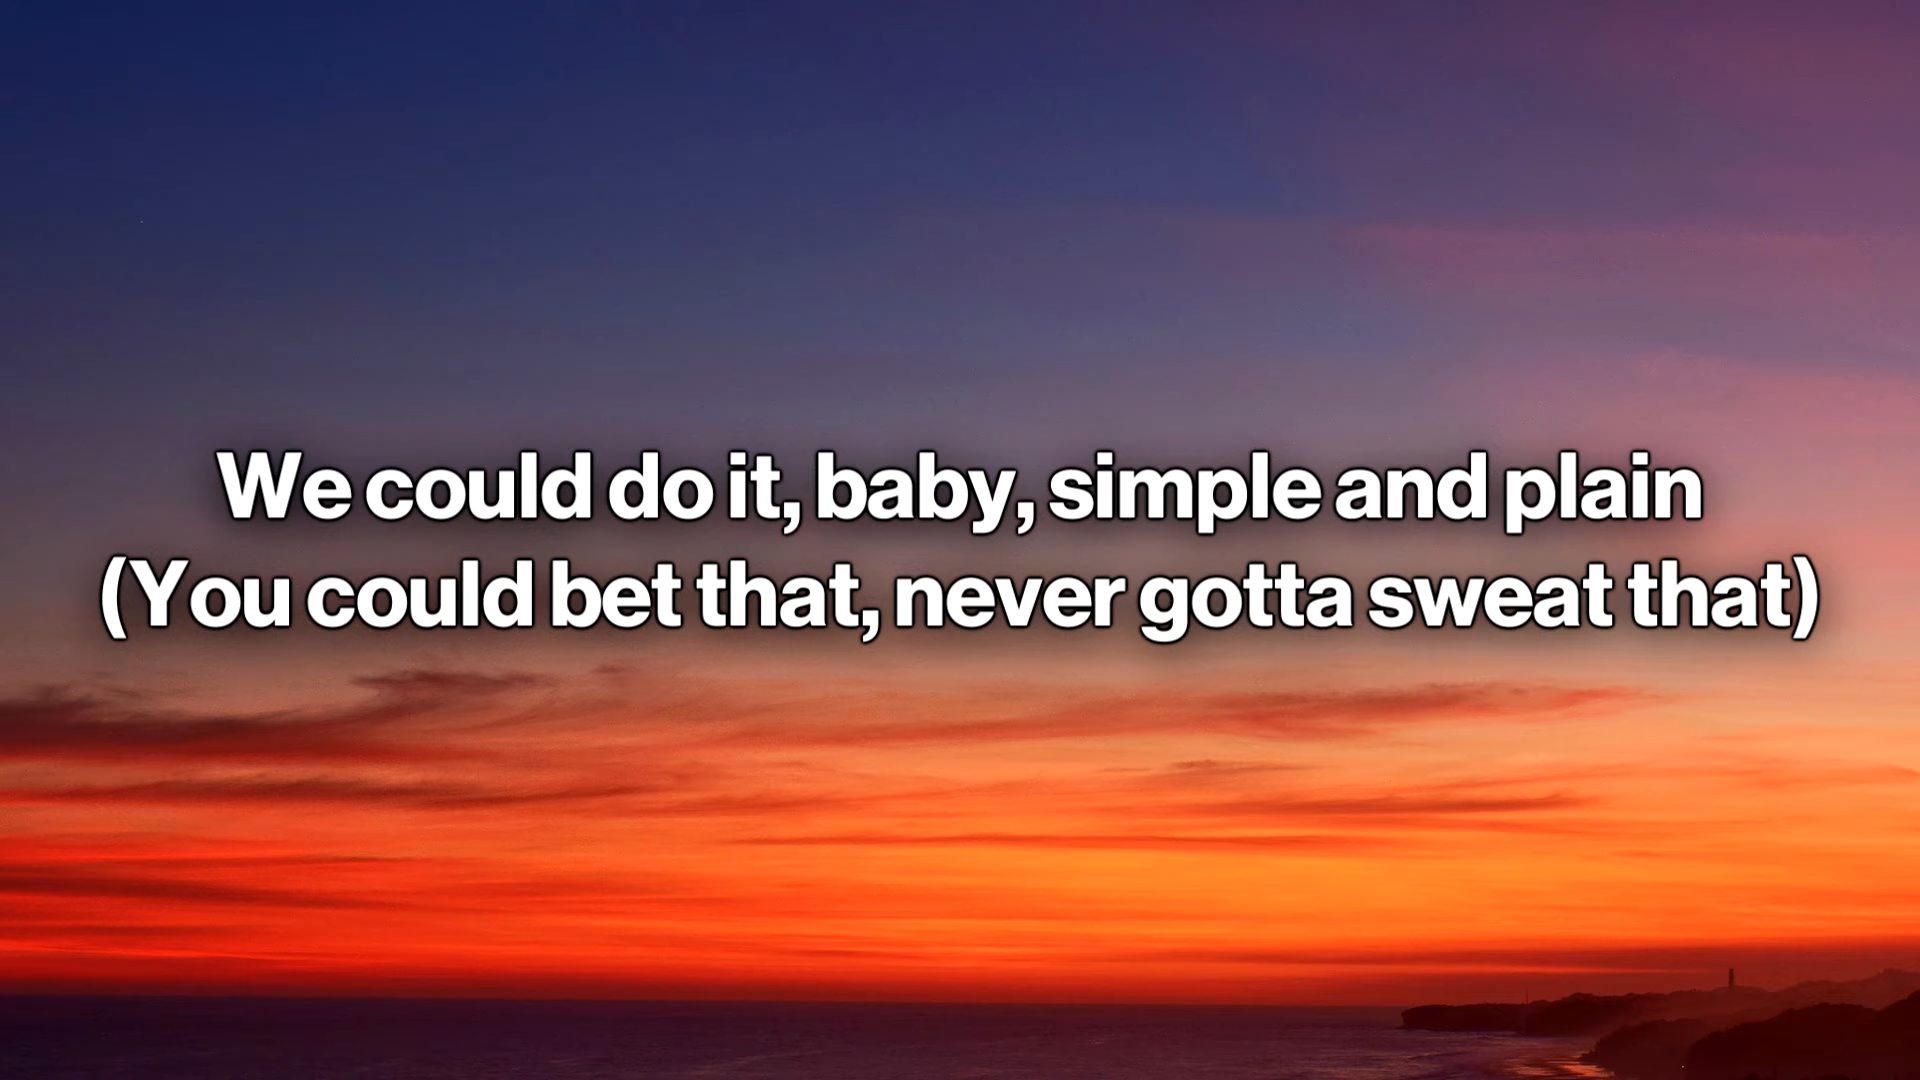 We could do it, baby, simple and plain
(You could bet that, never gotta sweat that)